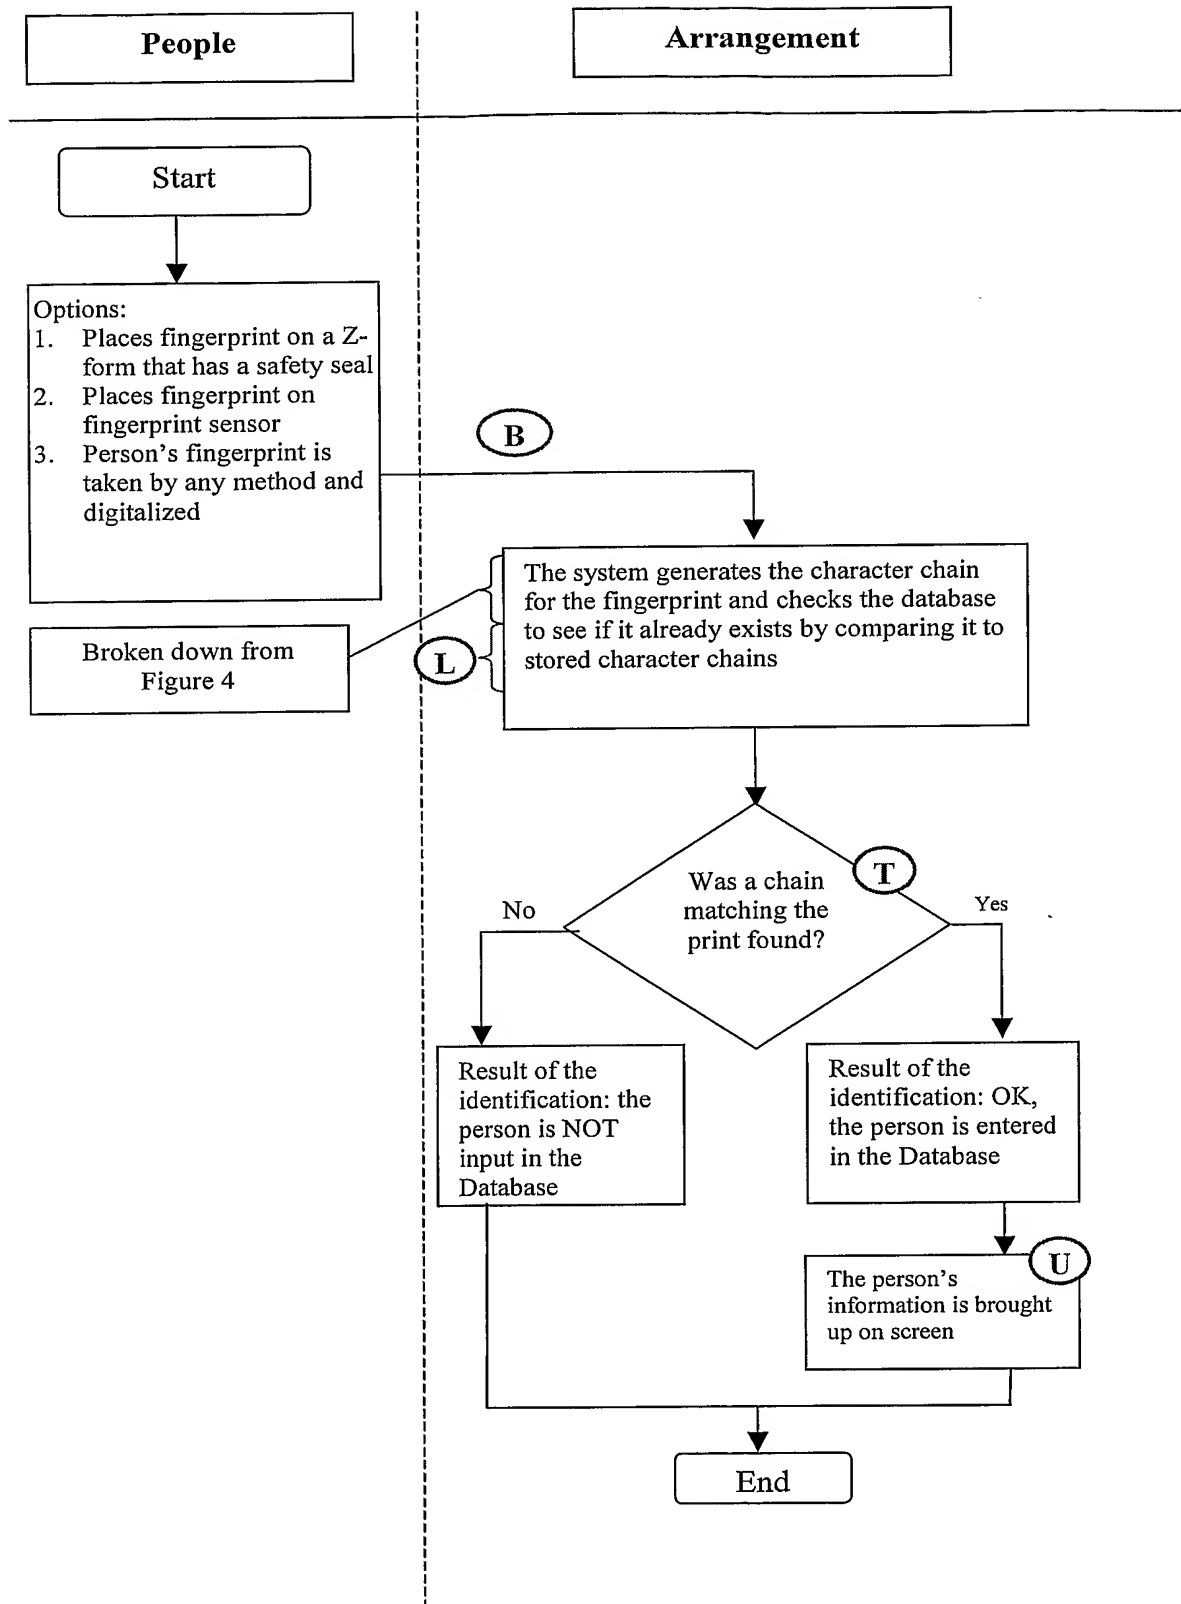 People
Arrangement
Start
Options:
1. Places fingerprint on a Z-
form that has a safety seal
2. Places fingerprint on
fingerprint sensor
3. Person's fingerprint is
taken by any method and
digitalized
B
The system generates the character chain
for the fingerprint and checks the database
to see if it already exists by comparing it to
stored character chains
Broken down from
Figure 4
L
T
Was a chain
matching the
print found?
No
Yes
Result of the
identification: the
person is NOT
input in the
Database
Result of the
identification: OK,
the person is entered
in the Database
U
The person's
information is brought
up on screen
End